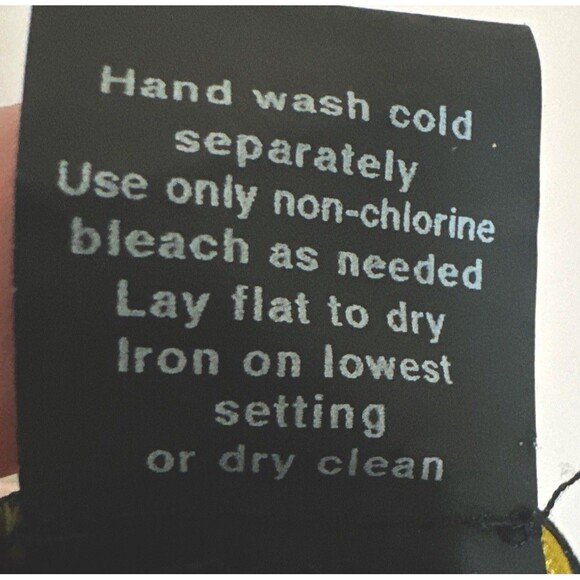 Hand wash cold
separately
Use only non-chlorine
bleach as needed
Lay flat to dry
Iron on lowest
setting
or dry clean